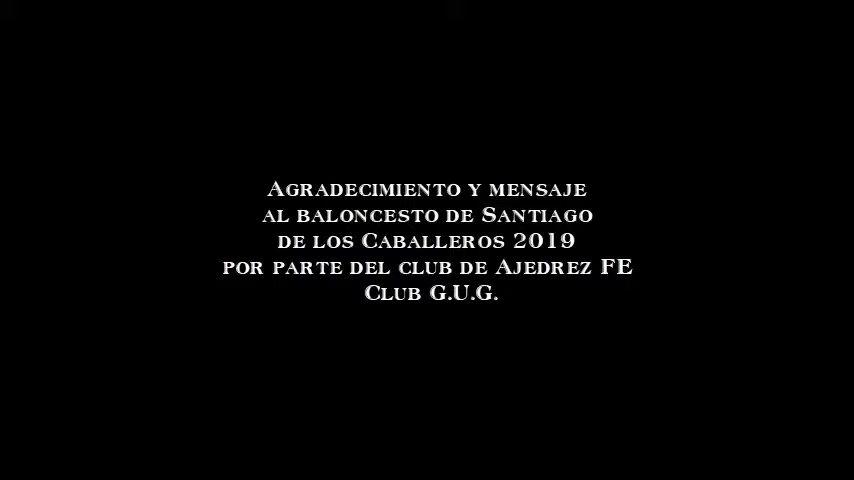 Agradecimiento y mensaje
al baloncesto de Santiago
de los Caballeros 2019
por parte del club de Ajedrez FE
Club G.U.G.